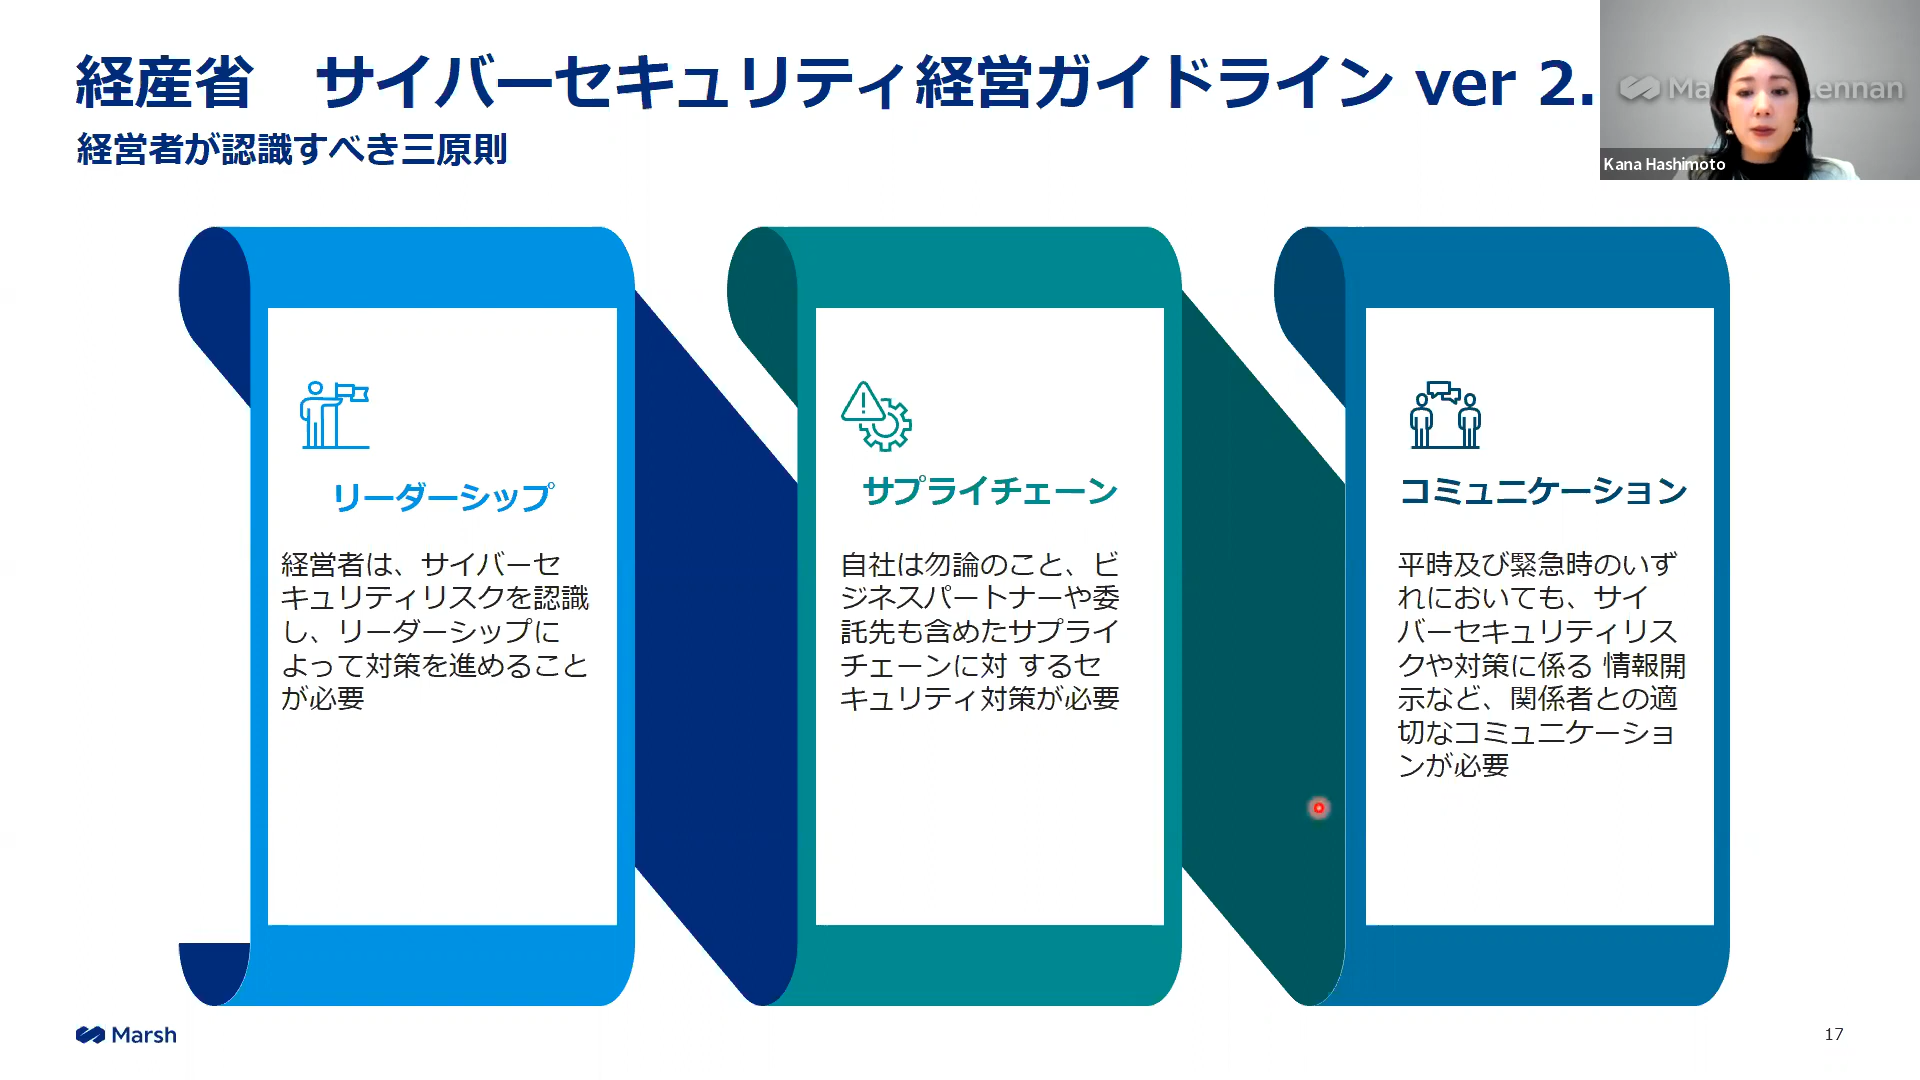 経産省　サイバーセキュリティ経営ガイドライン ver 2.
経営者が認識すべき三原則
Kana Hashimoto
リーダーシップ
経営者は、サイバーセ
キュリティリスクを認識
し、リーダーシップに
よって対策を進めること
が必要
サプライチェーン
自社は勿論のこと、ビ
ジネスパートナーや委
託先も含めたサプライ
チェーンに対 するセ
キュリティ対策が必要
コミュニケーション
平時及び緊急時のいず
れにおいても、サイ
バーセキュリティリス
クや対策に係る 情報開
示など、関係者との適
切なコミュニケーショ
ンが必要
Marsh
17